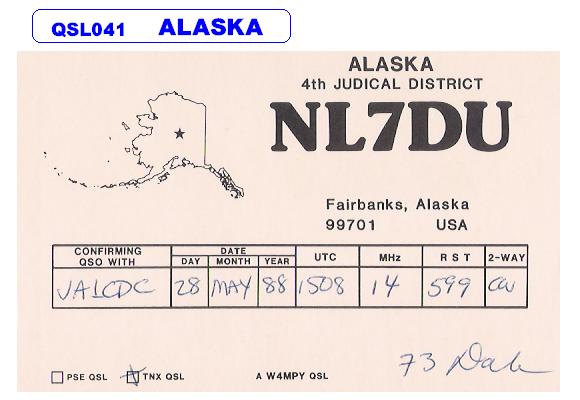 QSL041 ALASKA
ALASKA
4th JUDICAL DISTRICT
NL7DU
Fairbanks, Alaska
99701 USA
CONFIRMING QSO WITH DATE UTC MHz R S T 2-WAY
DAY MONTH YEAR
VA1CDC 28 MAY 88 1508 14 599 CW
73 Dale
PSE QSL TNX QSL A W4MPY QSL